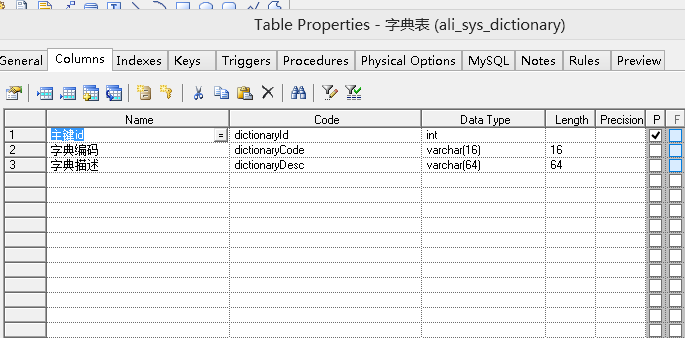 Table Properties - 字典表 (ali_sys_dictionary)
General Columns Indexes Keys Triggers Procedures Physical Options MySQL Notes Rules Preview
Name Code Data Type Length Precision P F
1 主键id = dictionaryId int
2 字典编码 dictionaryCode varchar(16) 16
3 字典描述 dictionaryDesc varchar(64) 64